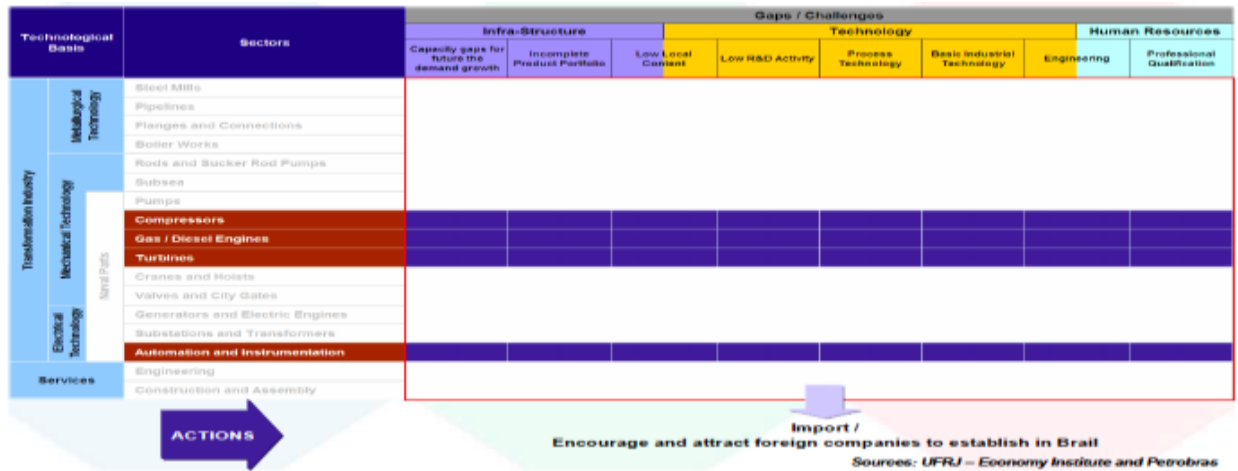 Gaps / Challenges
Technological Basis
Sectors
Infra-Structure
Technology
Human Resources
Capacity gaps for
future the
demand growth
Incomplete
Product Portfolio
Low Local
Content
Low R&D Activity
Process
Technology
Basic Industrial
Technology
Engineering
Professional
Qualification
Transformation Industry
Metallurgical
Technology
Steel Mills
Pipelines
Flanges and Connections
Boiler Works
Mechanical Technology
Naval Parts
Rods and Sucker Rod Pumps
Subsea
Pumps
Compressors
Gas / Diesel Engines
Turbines
Cranes and Hoists
Valves and City Gates
Electrical
Technology
Generators and Electric Engines
Substations and Transformers
Automation and Instrumentation
Services
Engineering
Construction and Assembly
ACTIONS
Import /
Encourage and attract foreign companies to establish in Brail
Sources: UFRJ – Economy Institute and Petrobras